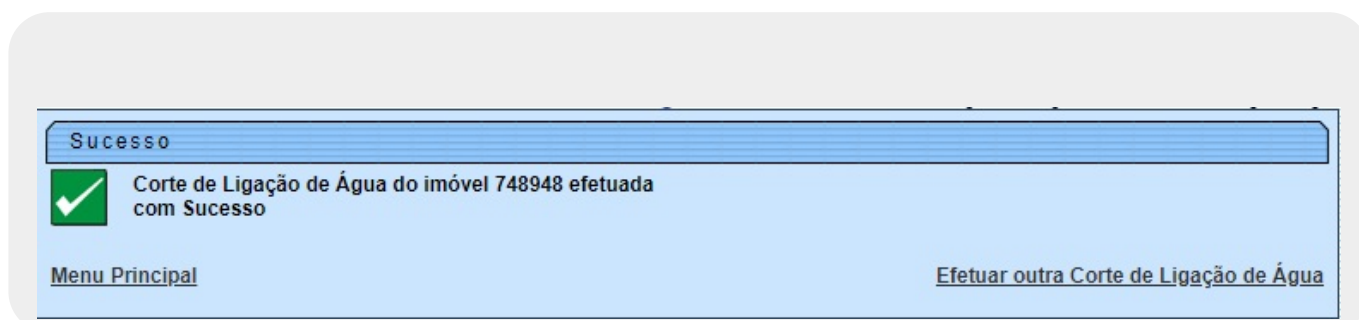 Sucesso
Corte de Ligação de Água do imóvel 748948 efetuada
com Sucesso
Menu Principal
Efetuar outra Corte de Ligação de Água